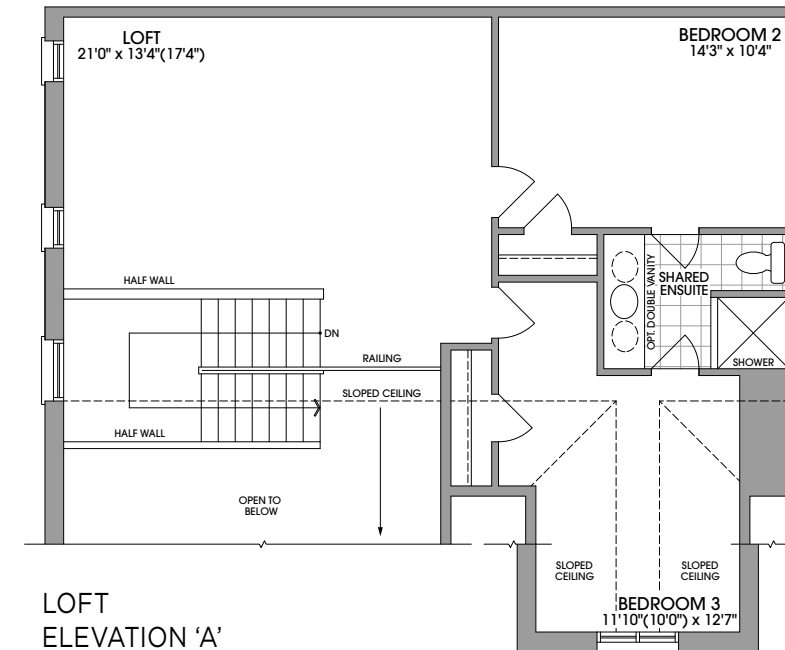 LOFT
21'0" x 13'4"(17'4")
BEDROOM 2
14'3" x 10'4"
HALF WALL
DN
RAILING
SLOPED CEILING
HALF WALL
OPEN TO
BELOW
OPT. DOUBLE VANITY
SHARED
ENSUITE
SHOWER
SLOPED
CEILING
SLOPED
CEILING
BEDROOM 3
11'10"(10'0") x 12'7"
LOFT
ELEVATION ‘A’